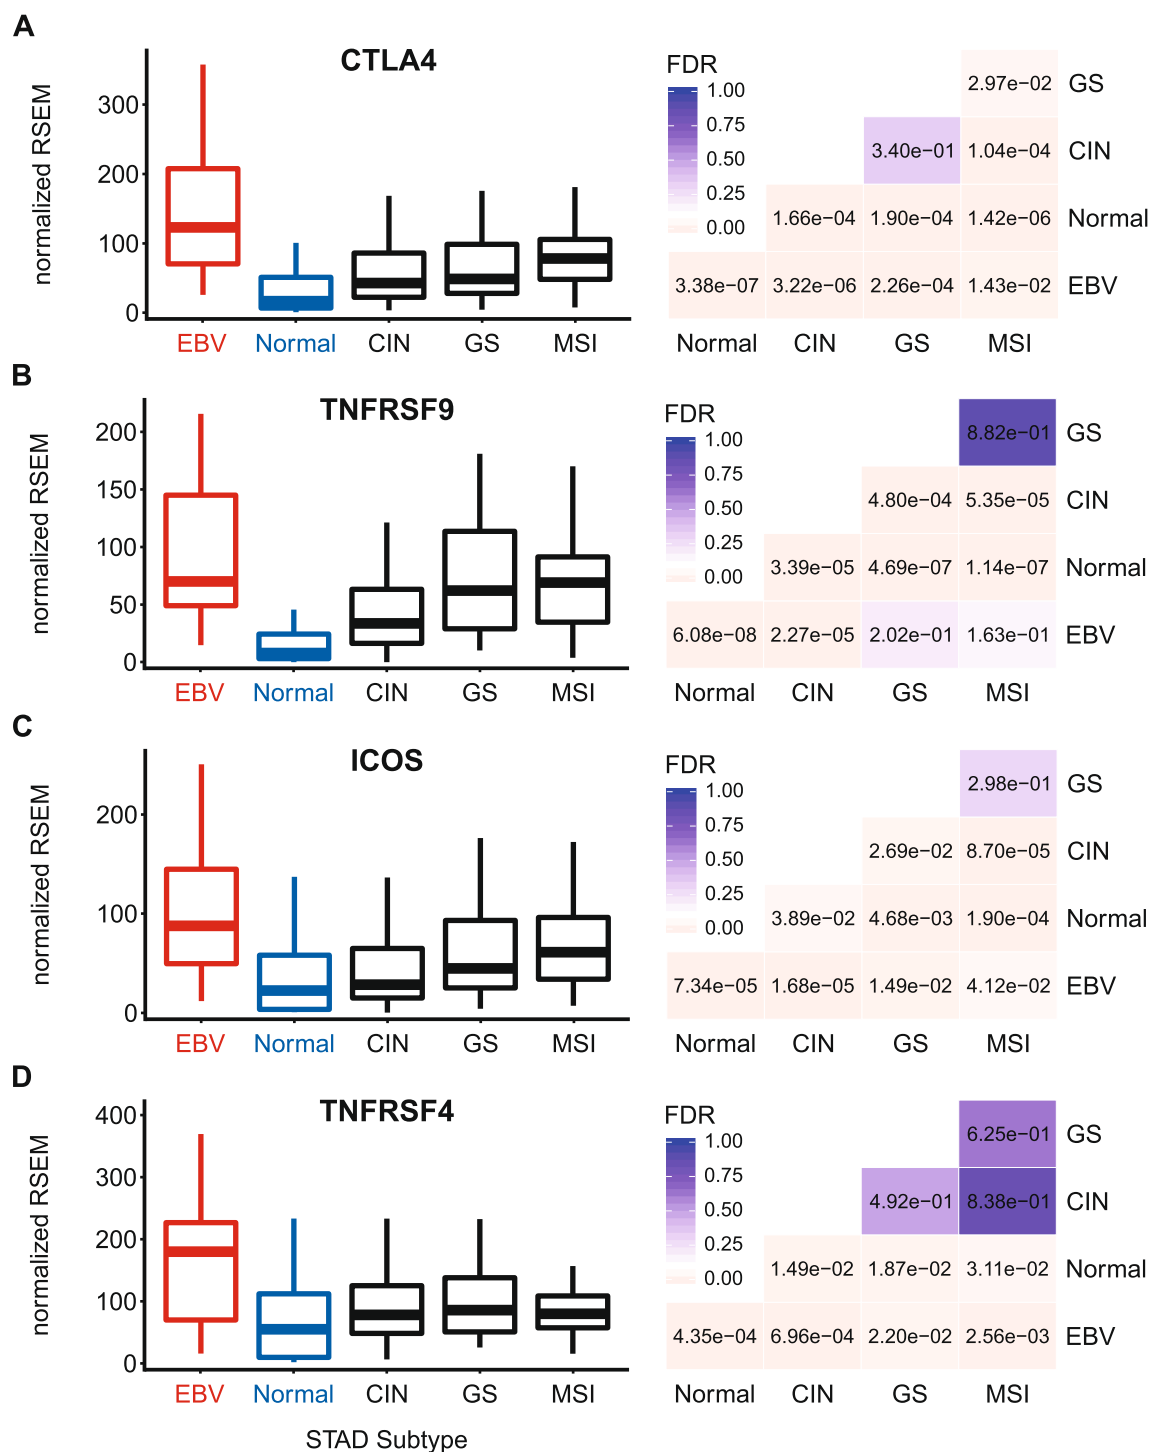 A
CTLA4
normalized RSEM
300
200
100
0
EBV Normal CIN GS MSI
FDR
1.00
0.75
0.50
0.25
0.00
2.97e−02 GS
3.40e−01 1.04e−04 CIN
1.66e−04 1.90e−04 1.42e−06 Normal
3.38e−07 3.22e−06 2.26e−04 1.43e−02 EBV
Normal CIN GS MSI
B
TNFRSF9
normalized RSEM
200
150
100
50
0
EBV Normal CIN GS MSI
FDR
1.00
0.75
0.50
0.25
0.00
8.82e−01 GS
4.80e−04 5.35e−05 CIN
3.39e−05 4.69e−07 1.14e−07 Normal
6.08e−08 2.27e−05 2.02e−01 1.63e−01 EBV
Normal CIN GS MSI
C
ICOS
normalized RSEM
200
100
0
EBV Normal CIN GS MSI
FDR
1.00
0.75
0.50
0.25
0.00
2.98e−01 GS
2.69e−02 8.70e−05 CIN
3.89e−02 4.68e−03 1.90e−04 Normal
7.34e−05 1.68e−05 1.49e−02 4.12e−02 EBV
Normal CIN GS MSI
D
TNFRSF4
normalized RSEM
400
300
200
100
0
EBV Normal CIN GS MSI
STAD Subtype
FDR
1.00
0.75
0.50
0.25
0.00
6.25e−01 GS
4.92e−01 8.38e−01 CIN
1.49e−02 1.87e−02 3.11e−02 Normal
4.35e−04 6.96e−04 2.20e−02 2.56e−03 EBV
Normal CIN GS MSI